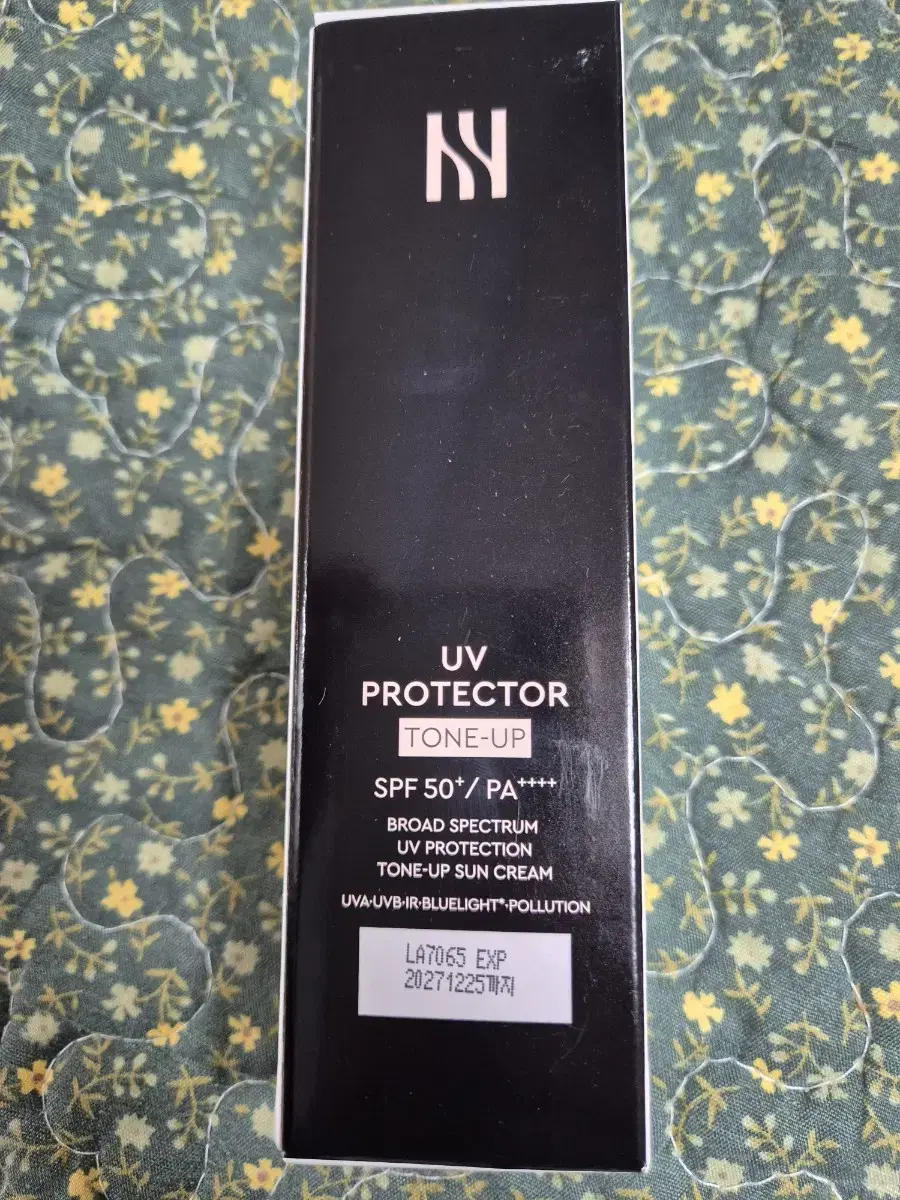 UV
PROTECTOR
TONE-UP
SPF 50⁺/ PA⁺⁺⁺⁺
BROAD SPECTRUM
UV PROTECTION
TONE-UP SUN CREAM
UVA·UVB·IR·BLUELIGHT*·POLLUTION
LA7065 EXP
20271225까지